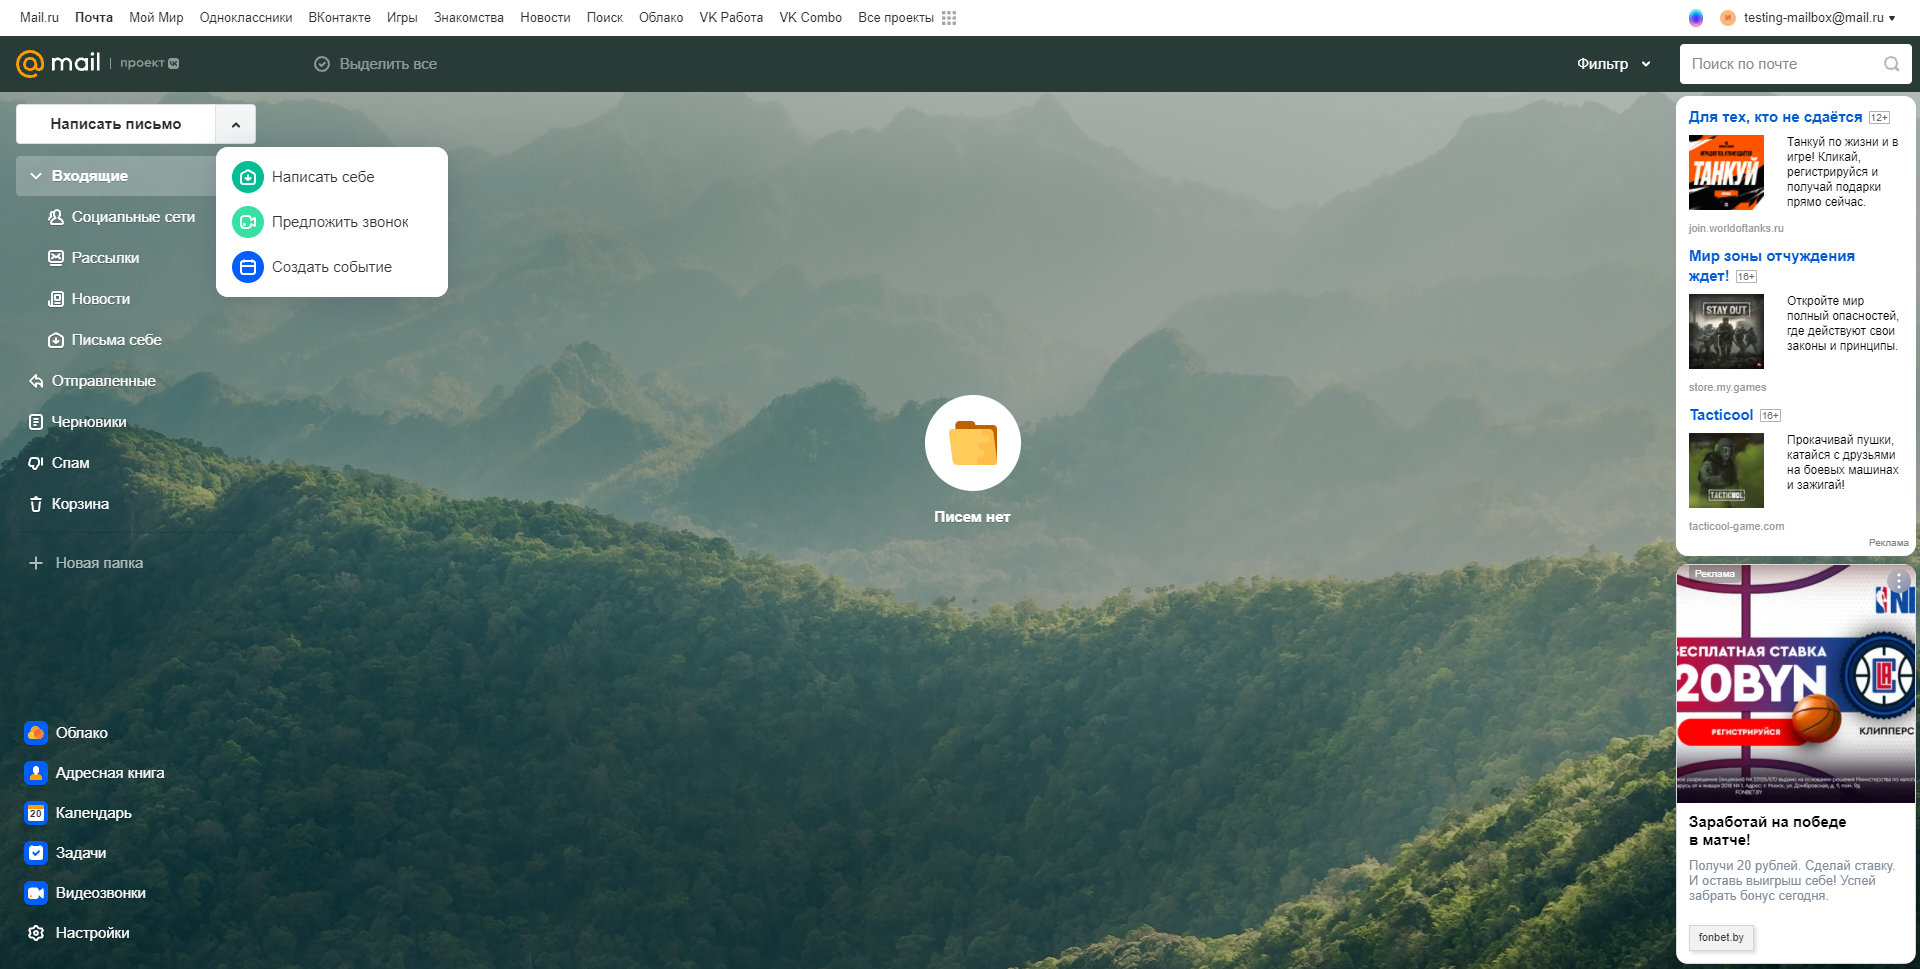 Mail.ru Почта Мой Мир Одноклассники ВКонтакте Игры Знакомства Новости Поиск Облако VK Работа VK Combo Все проекты
testing-mailbox@mail.ru
mail | проект
Выделить все
Фильтр
Поиск по почте
Написать письмо
Написать себе
Предложить звонок
Создать событие
Входящие
Социальные сети
Рассылки
Новости
Письма себе
Отправленные
Черновики
Спам
Корзина
Новая папка
Облако
Адресная книга
20
Календарь
Задачи
Видеозвонки
Настройки
Писем нет
Для тех, кто не сдаётся 12+
ТАНКУЙ
Танкуй по жизни и в
игре! Кликай,
регистрируйся и
получай подарки
прямо сейчас.
join.worldoftanks.ru
Мир зоны отчуждения
ждет! 16+
STAY OUT
Откройте мир
полный опасностей,
где действуют свои
законы и принципы.
store.my.games
Tacticool 16+
TACTICOOL
Прокачивай пушки,
катайся с друзьями
на боевых машинах
и зажигай!
tacticool-game.com
Реклама
Реклама
БЕСПЛАТНАЯ СТАВКА
20BYN
РЕГИСТРИРУЙСЯ
КЛИППЕРС
FONBET.BY
Заработай на победе
в матче!
Получи 20 рублей. Сделай ставку.
И оставь выигрыш себе! Успей
забрать бонус сегодня.
fonbet.by